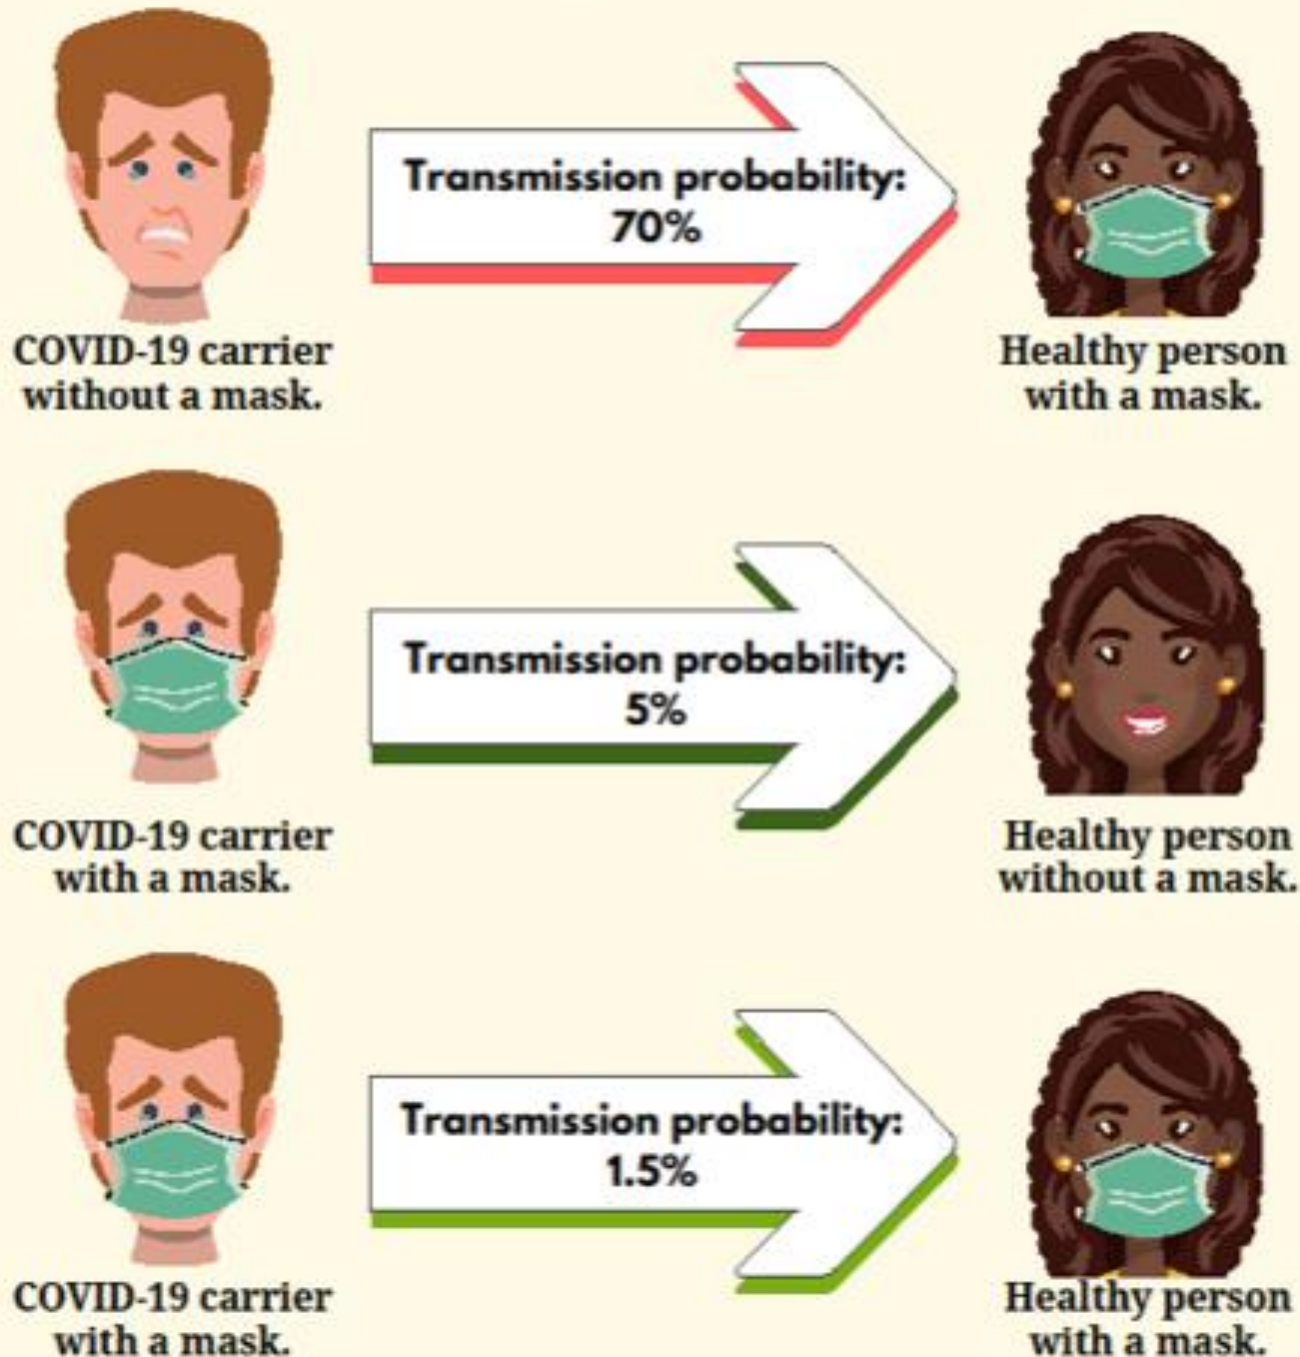 Transmission probability:
70%
COVID-19 carrier
without a mask.
Healthy person
with a mask.
Transmission probability:
5%
COVID-19 carrier
with a mask.
Healthy person
without a mask.
Transmission probability:
1.5%
COVID-19 carrier
with a mask.
Healthy person
with a mask.